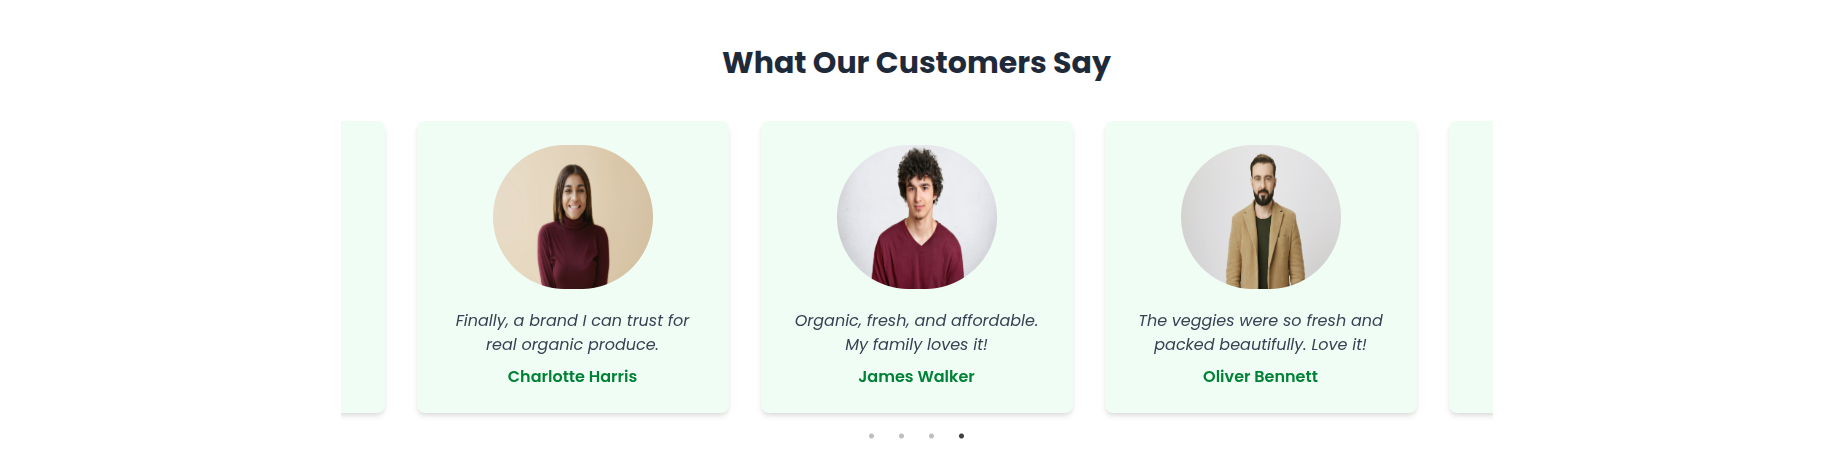 What Our Customers Say
Finally, a brand I can trust for
real organic produce.
Charlotte Harris
Organic, fresh, and affordable.
My family loves it!
James Walker
The veggies were so fresh and
packed beautifully. Love it!
Oliver Bennett